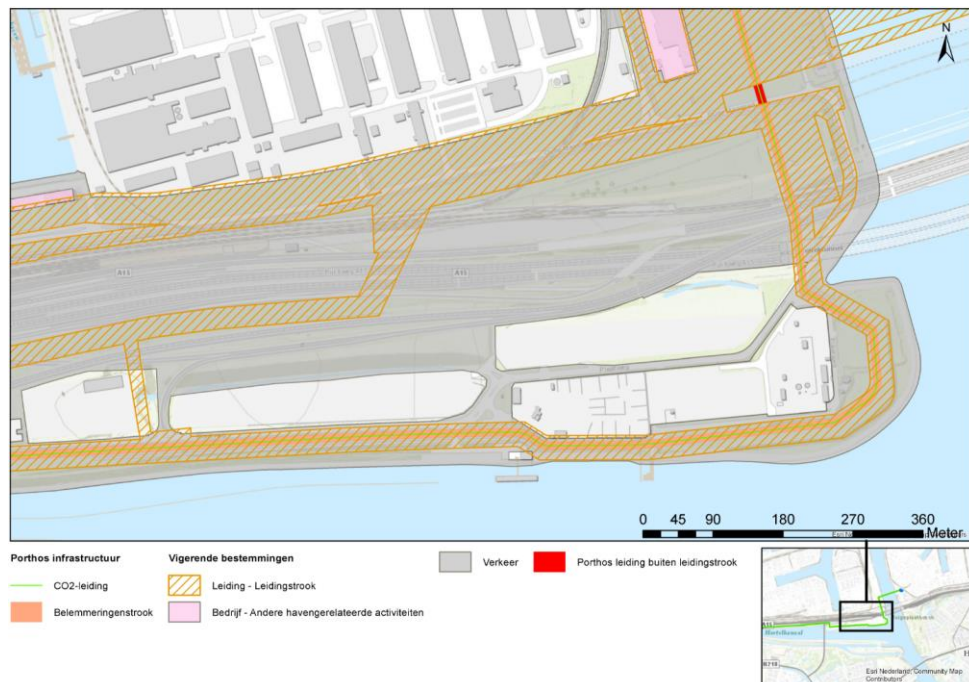 N
A15
A15
0 45 90 180 270 360
Meter
Porthos infrastructuur
CO2-leiding
Belemmeringenstrook
Vigerende bestemmingen
Leiding - Leidingstrook
Bedrijf - Andere havengerelateerde activiteiten
Verkeer
Porthos leiding buiten leidingstrook
Hartelkanaal
Esri Nederland, Community Map
Contributors